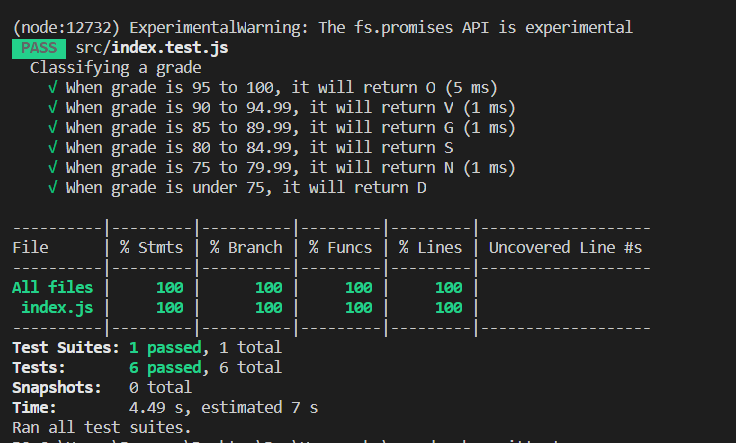 (node:12732) ExperimentalWarning: The fs.promises API is experimental
PASS src/index.test.js
Classifying a grade
√ When grade is 95 to 100, it will return O (5 ms)
√ When grade is 90 to 94.99, it will return V (1 ms)
√ When grade is 85 to 89.99, it will return G (1 ms)
√ When grade is 80 to 84.99, it will return S
√ When grade is 75 to 79.99, it will return N (1 ms)
√ When grade is under 75, it will return D
----------|---------|----------|---------|---------|-------------------
File      | % Stmts | % Branch | % Funcs | % Lines | Uncovered Line #s
----------|---------|----------|---------|---------|-------------------
All files |     100 |      100 |     100 |     100 |
 index.js |     100 |      100 |     100 |     100 |
----------|---------|----------|---------|---------|-------------------
Test Suites: 1 passed, 1 total
Tests:       6 passed, 6 total
Snapshots:   0 total
Time:        4.49 s, estimated 7 s
Ran all test suites.